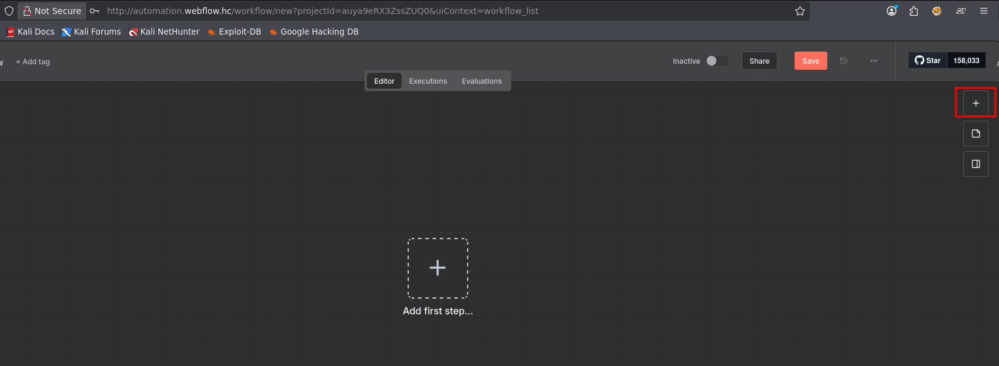 Not Secure http://automation.webflow.hc/workflow/new?projectId=auya9eRX3ZssZUQ0&uiContext=workflow_list .GIT
Kali Docs Kali Forums Kali NetHunter Exploit-DB Google Hacking DB
w + Add tag Inactive Share Save ... Star 158,033
Editor Executions Evaluations
Add first step...